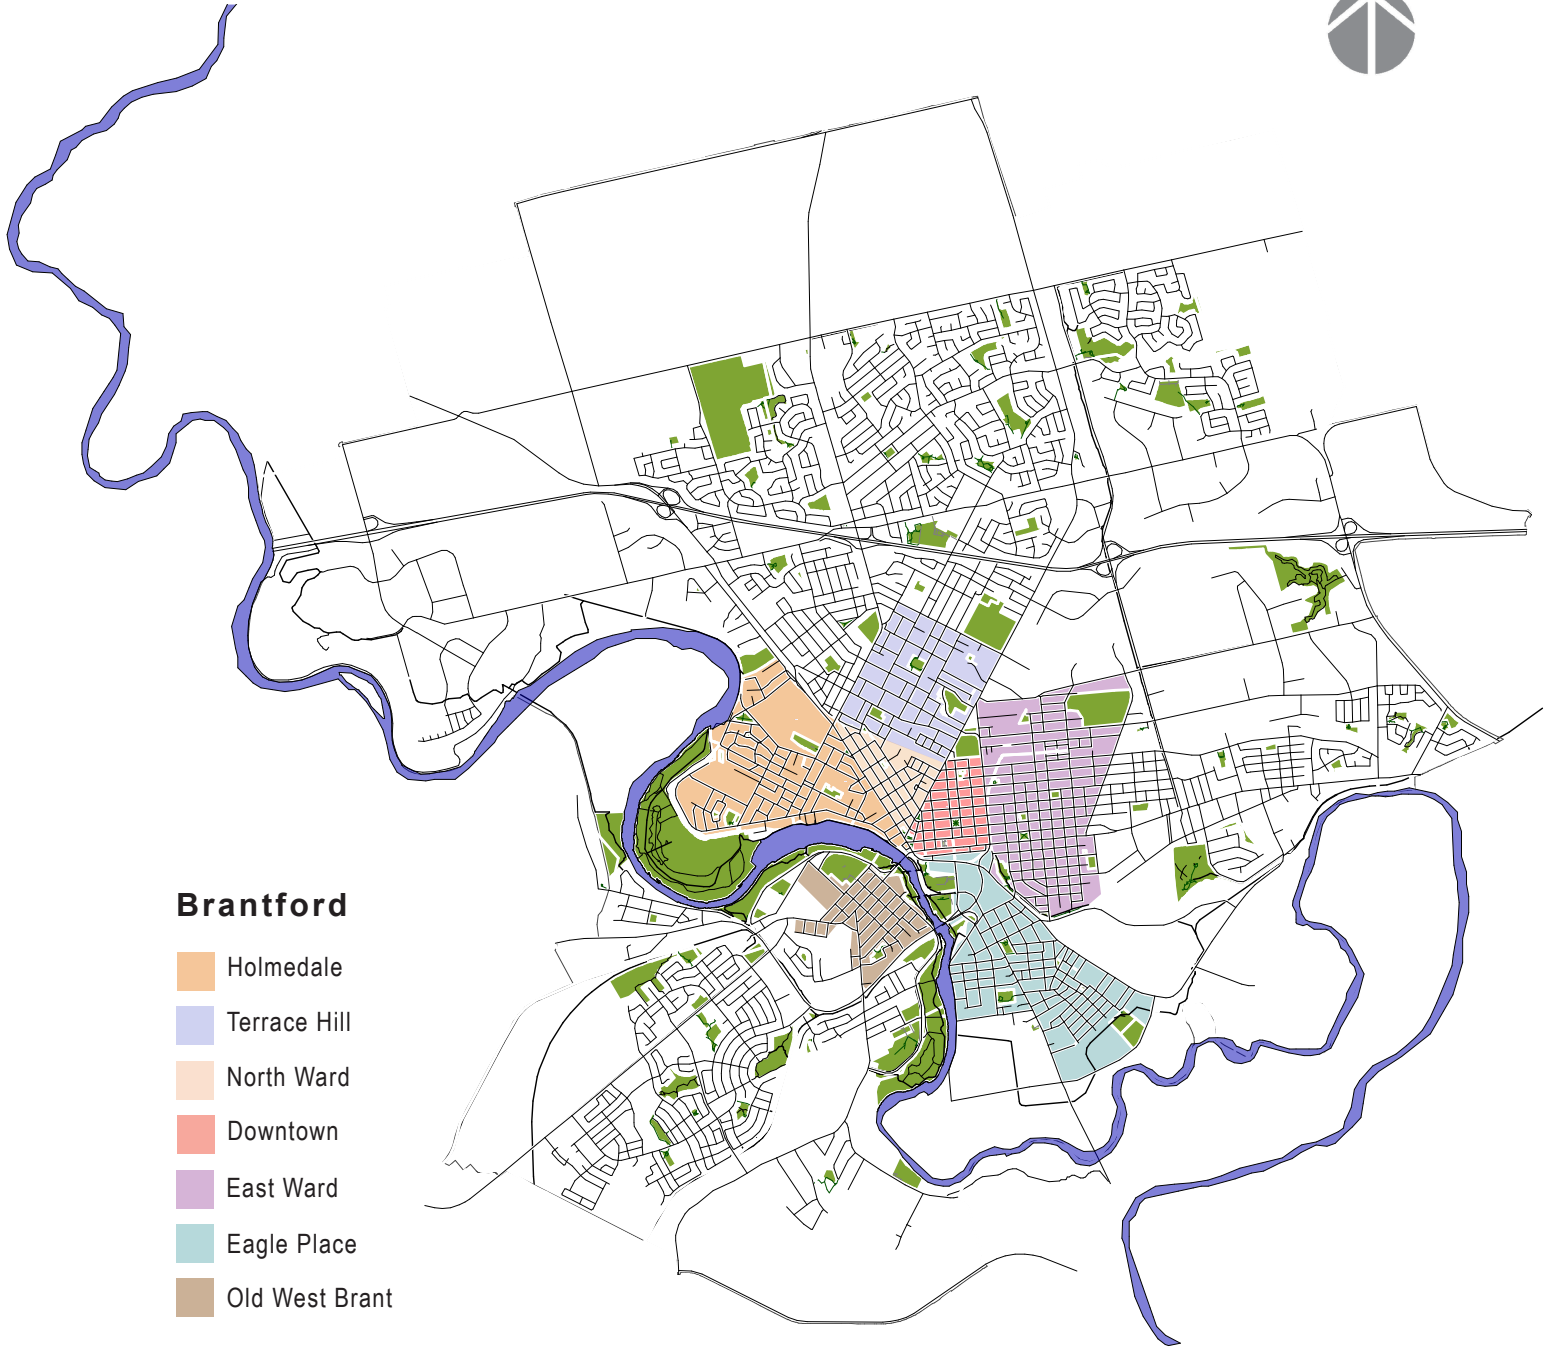 Brantford
Holmedale
Terrace Hill
North Ward
Downtown
East Ward
Eagle Place
Old West Brant